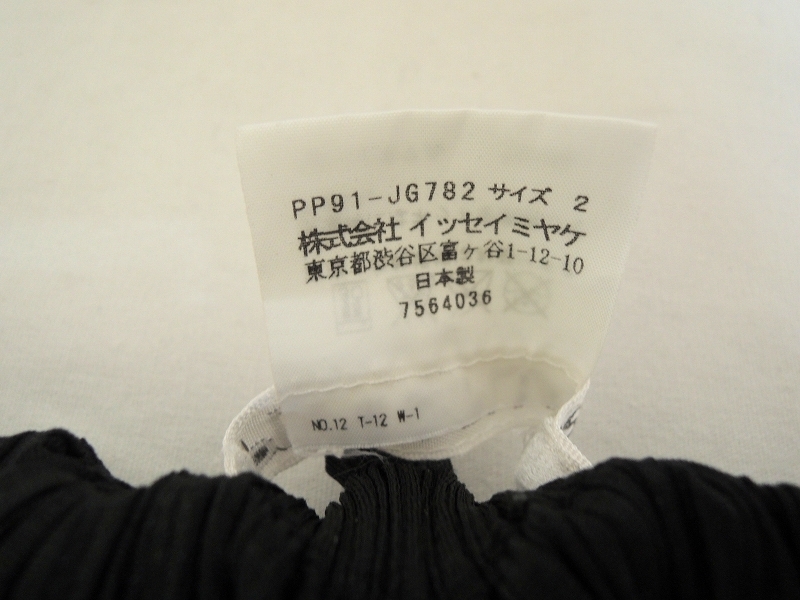 PP91-JG782 サイズ 2
株式会社 イッセイミヤケ
東京都渋谷区富ヶ谷1-12-10
日本製
7564036
NO.12 T-12 W-1